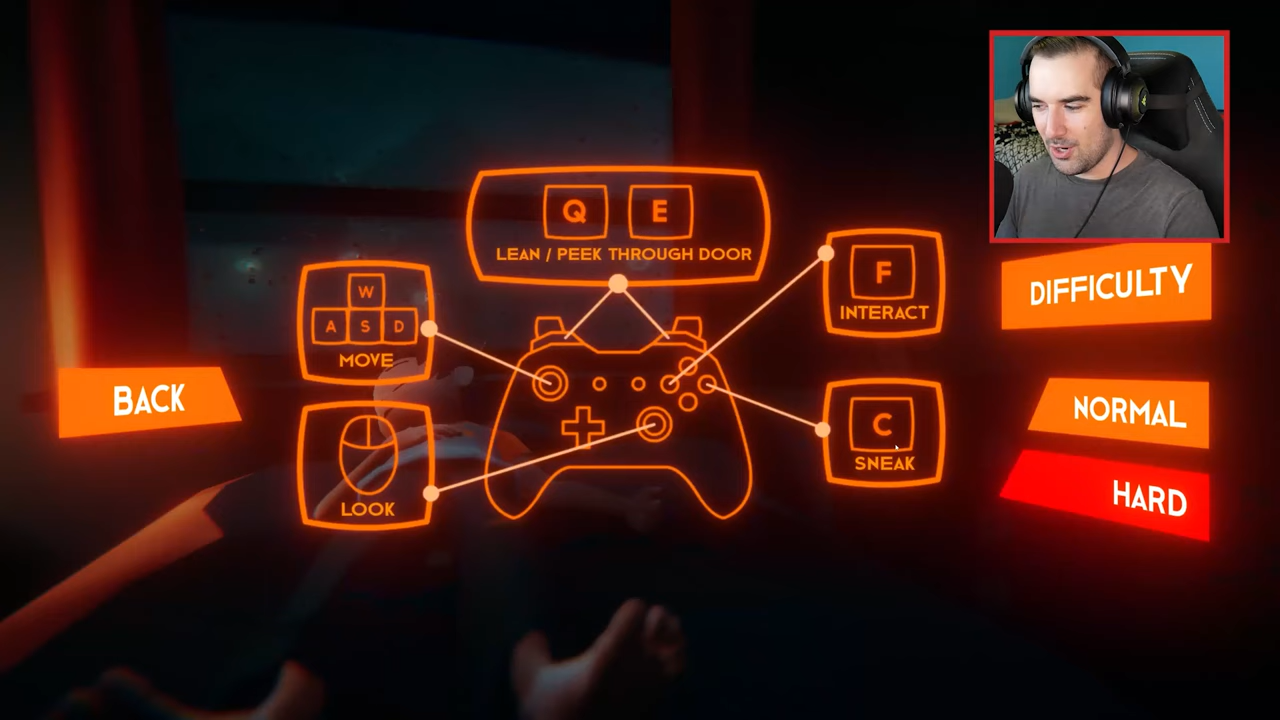 Q E
LEAN / PEEK THROUGH DOOR
W
A S D
MOVE
F
INTERACT
BACK
LOOK
C
SNEAK
DIFFICULTY
NORMAL
HARD